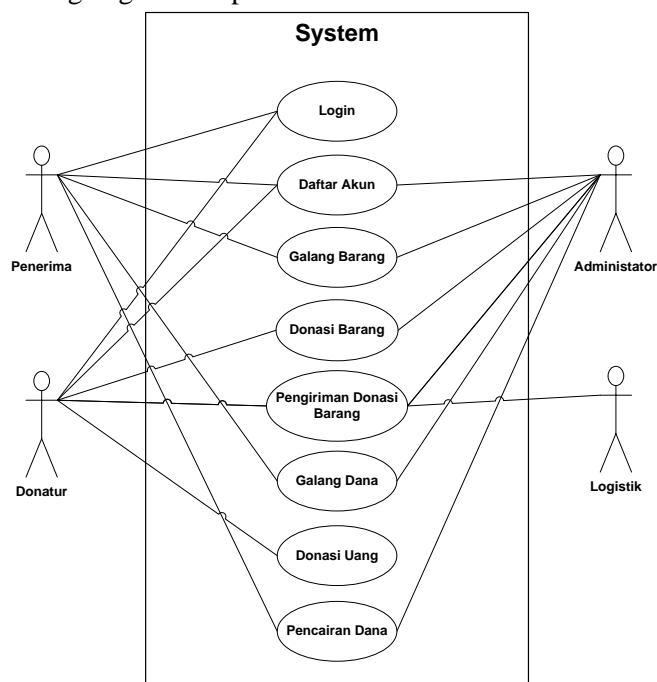 System
Login
Daftar Akun
Penerima
Galang Barang
Administator
Donasi Barang
Pengiriman Donasi
Barang
Donatur
Galang Dana
Logistik
Donasi Uang
Pencairan Dana